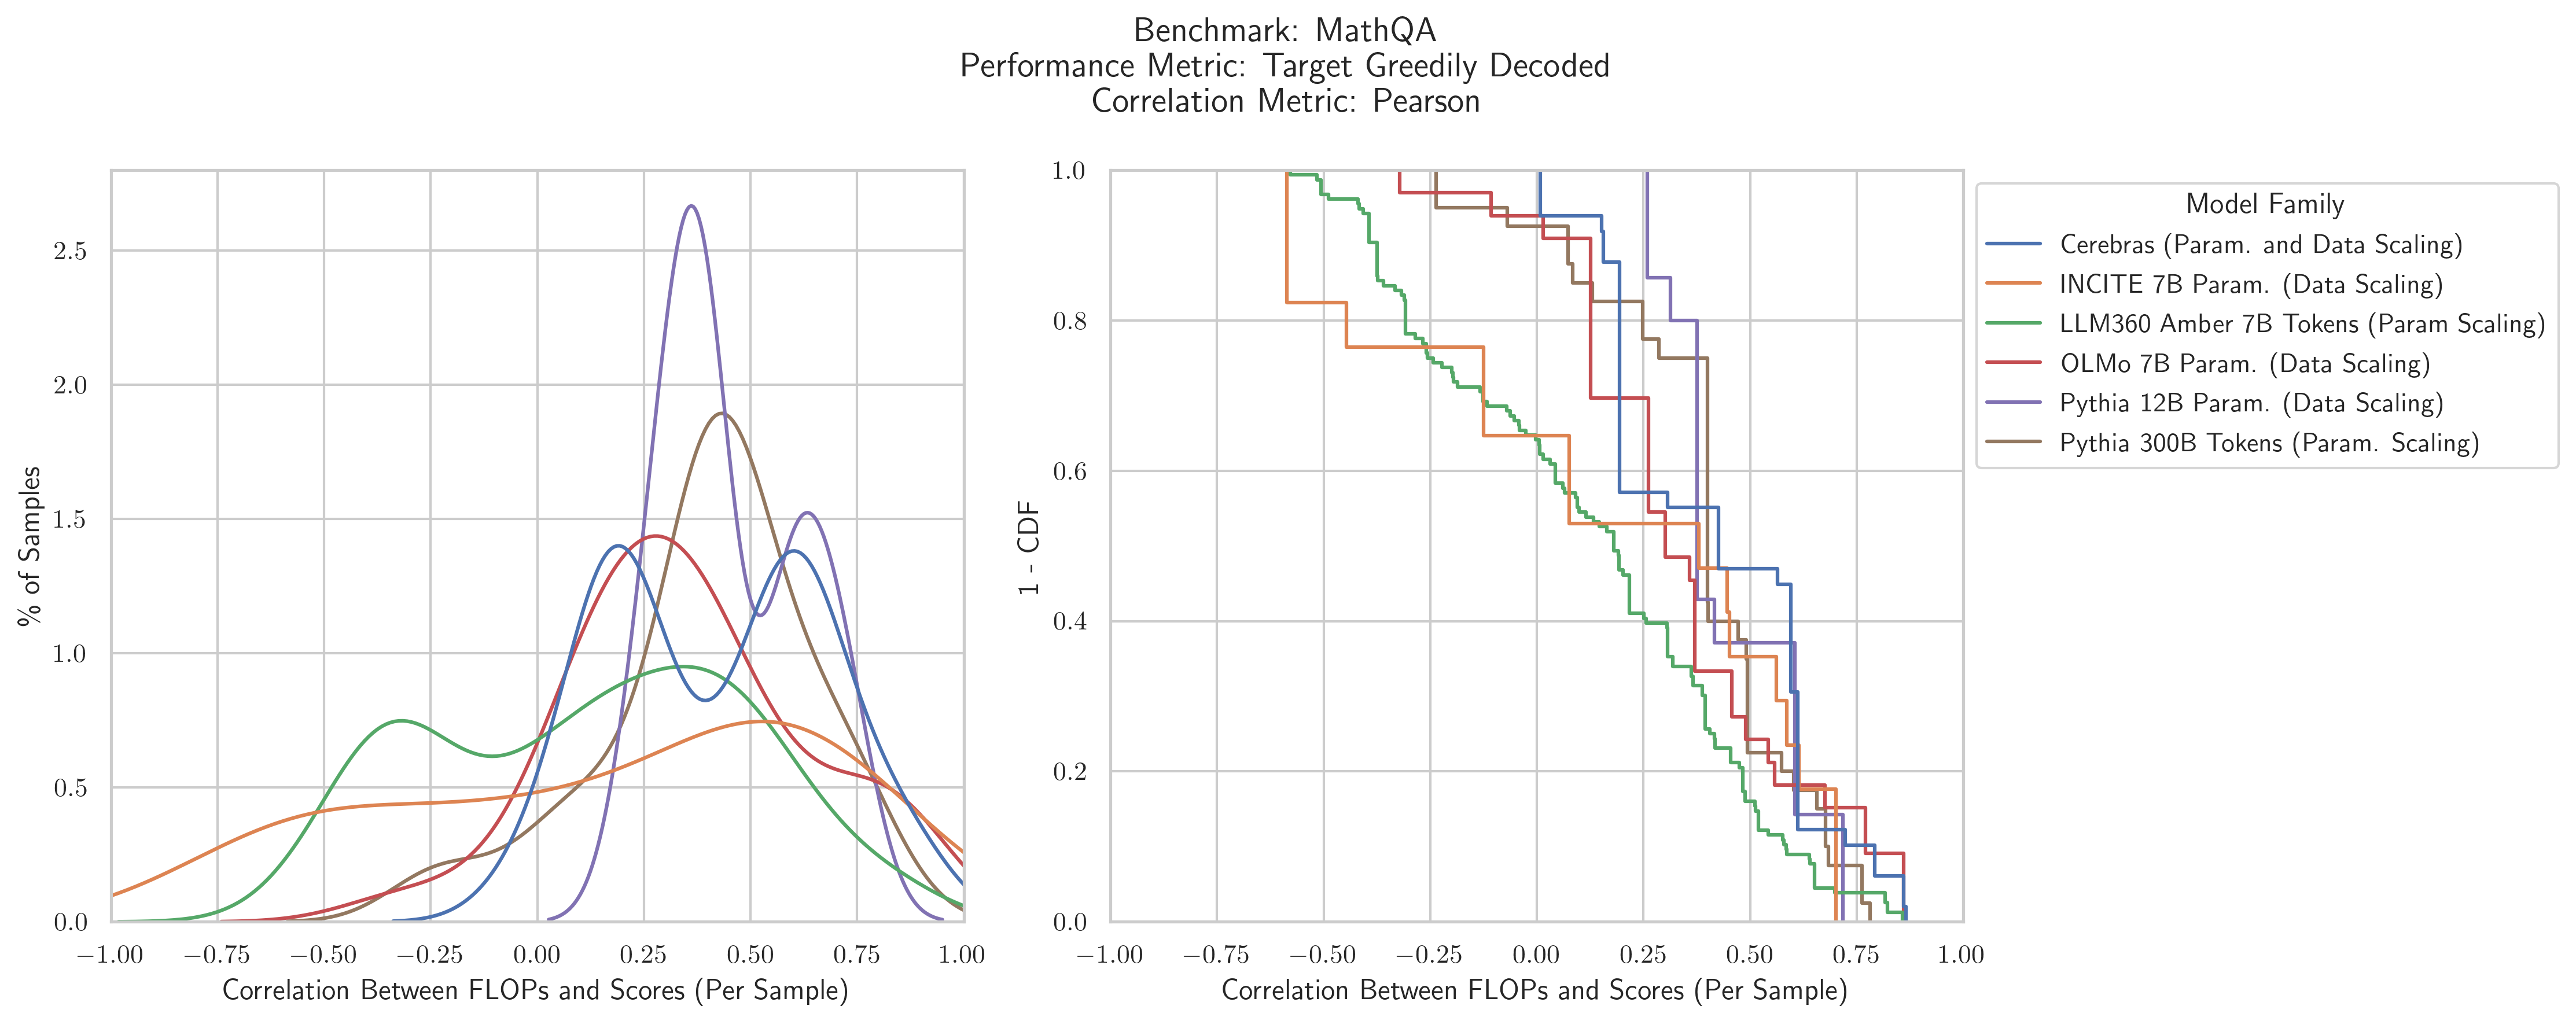 Benchmark: MathQA
Performance Metric: Target Greedily Decoded
Correlation Metric: Pearson
% of Samples
2.5
2.0
1.5
1.0
0.5
0.0
−1.00 −0.75 −0.50 −0.25 0.00 0.25 0.50 0.75 1.00
Correlation Between FLOPs and Scores (Per Sample)
1 - CDF
1.0
0.8
0.6
0.4
0.2
0.0
−1.00 −0.75 −0.50 −0.25 0.00 0.25 0.50 0.75 1.00
Correlation Between FLOPs and Scores (Per Sample)
Model Family
Cerebras (Param. and Data Scaling)
INCITE 7B Param. (Data Scaling)
LLM360 Amber 7B Tokens (Param Scaling)
OLMo 7B Param. (Data Scaling)
Pythia 12B Param. (Data Scaling)
Pythia 300B Tokens (Param. Scaling)